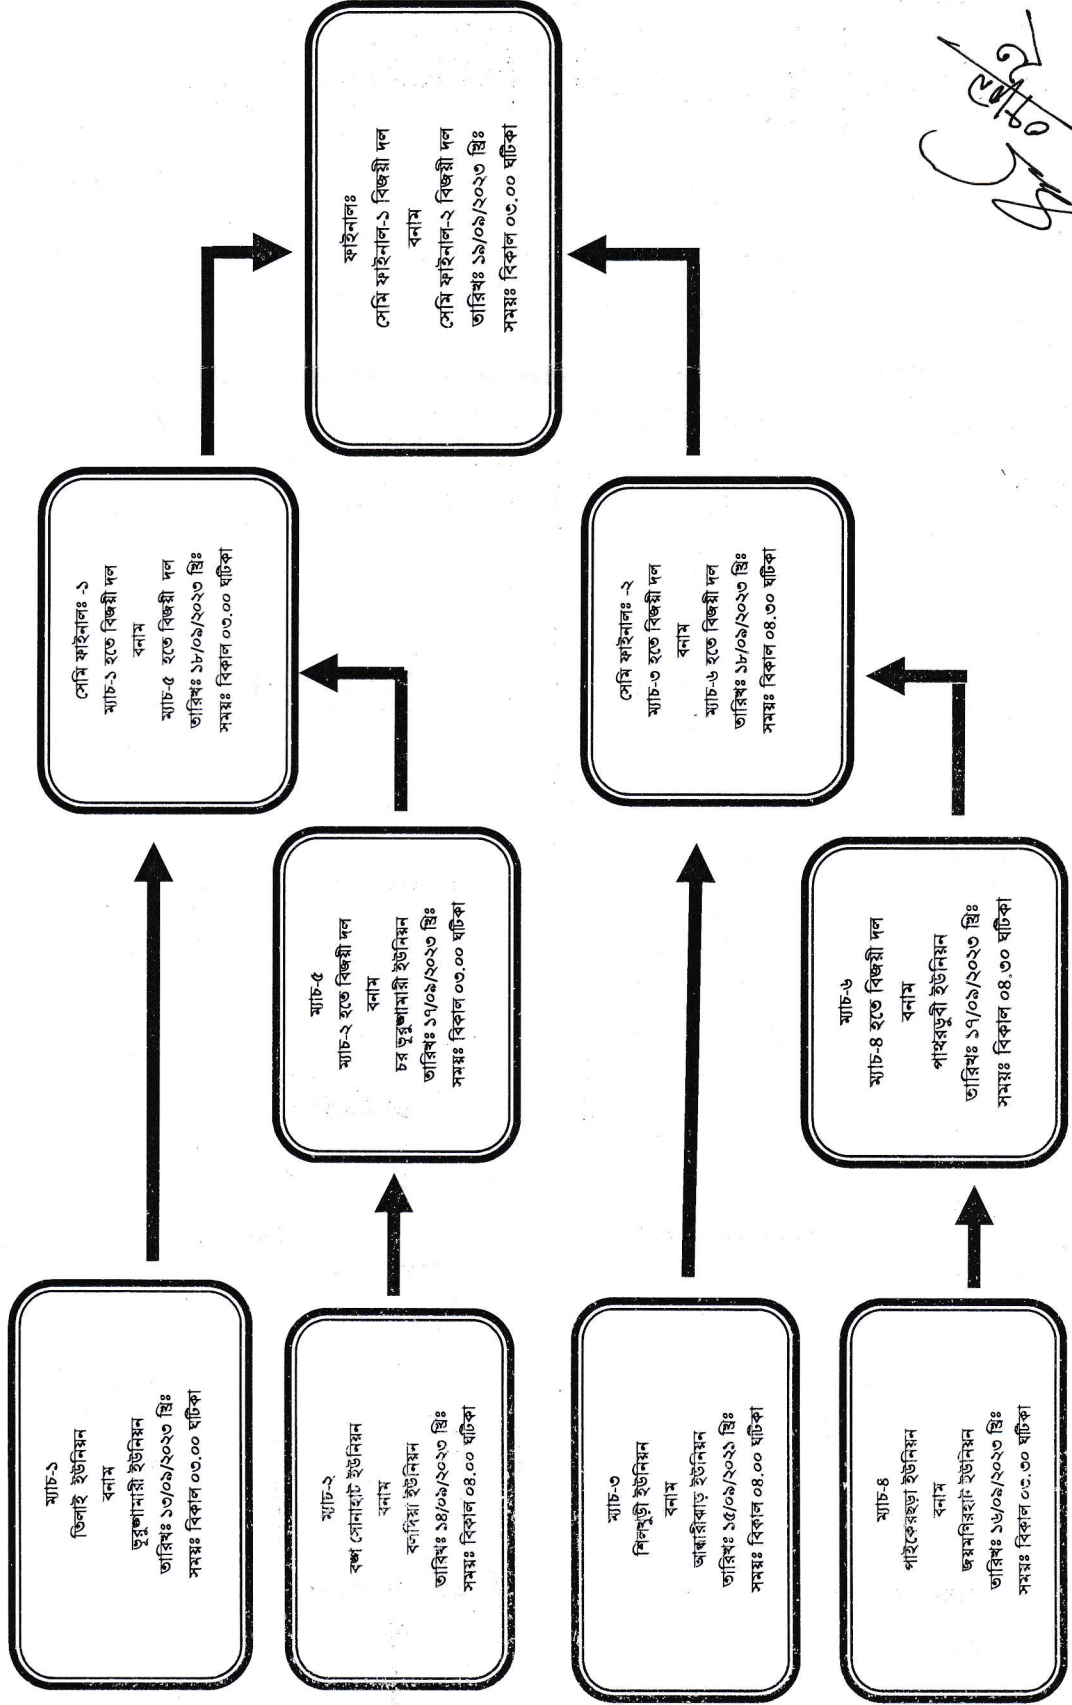 ম্যাচ-১
তিলাই ইউনিয়ন
বনাম
ভূরুঙ্গামারী ইউনিয়ন
তারিখঃ ১৩/০৯/২০২৩ খ্রিঃ
সময়ঃ বিকাল ০৩.০০ ঘটিকা
ম্যাচ-২
বঙ্গ সোনাহাট ইউনিয়ন
বনাম
বলদিয়া ইউনিয়ন
তারিখঃ ১৪/০৯/২০২৩ খ্রিঃ
সময়ঃ বিকাল ০৪.০০ ঘটিকা
ম্যাচ-৩
শিলখুড়ী ইউনিয়ন
বনাম
আন্ধারীঝাড় ইউনিয়ন
তারিখঃ ১৫/০৯/২০২১ খ্রিঃ
সময়ঃ বিকাল ০৪.০০ ঘটিকা
ম্যাচ-৪
পাইকেরছড়া ইউনিয়ন
বনাম
জয়মণিরহাট ইউনিয়ন
তারিখঃ ১৬/০৯/২০২৩ খ্রিঃ
সময়ঃ বিকাল ০৩.৩০ ঘটিকা
ম্যাচ-৫
ম্যাচ-২ হতে বিজয়ী দল
বনাম
চর ভূরুঙ্গামারী ইউনিয়ন
তারিখঃ ১৭/০৯/২০২৩ খ্রিঃ
সময়ঃ বিকাল ০৩.০০ ঘটিকা
ম্যাচ-৬
ম্যাচ-৪ হতে বিজয়ী দল
বনাম
পাথরডুবী ইউনিয়ন
তারিখঃ ১৭/০৯/২০২৩ খ্রিঃ
সময়ঃ বিকাল ০৪.৩০ ঘটিকা
সেমি ফাইনালঃ -১
ম্যাচ-১ হতে বিজয়ী দল
বনাম
ম্যাচ-৫ হতে বিজয়ী দল
তারিখঃ ১৮/০৯/২০২৩ খ্রিঃ
সময়ঃ বিকাল ০৩.০০ ঘটিকা
সেমি ফাইনালঃ -২
ম্যাচ-৩ হতে বিজয়ী দল
বনাম
ম্যাচ-৬ হতে বিজয়ী দল
তারিখঃ ১৮/০৯/২০২৩ খ্রিঃ
সময়ঃ বিকাল ০৪.৩০ ঘটিকা
ফাইনালঃ
সেমি ফাইনাল-১ বিজয়ী দল
বনাম
সেমি ফাইনাল-২ বিজয়ী দল
তারিখঃ ১৯/০৯/২০২৩ খ্রিঃ
সময়ঃ বিকাল ০৩.০০ ঘটিকা